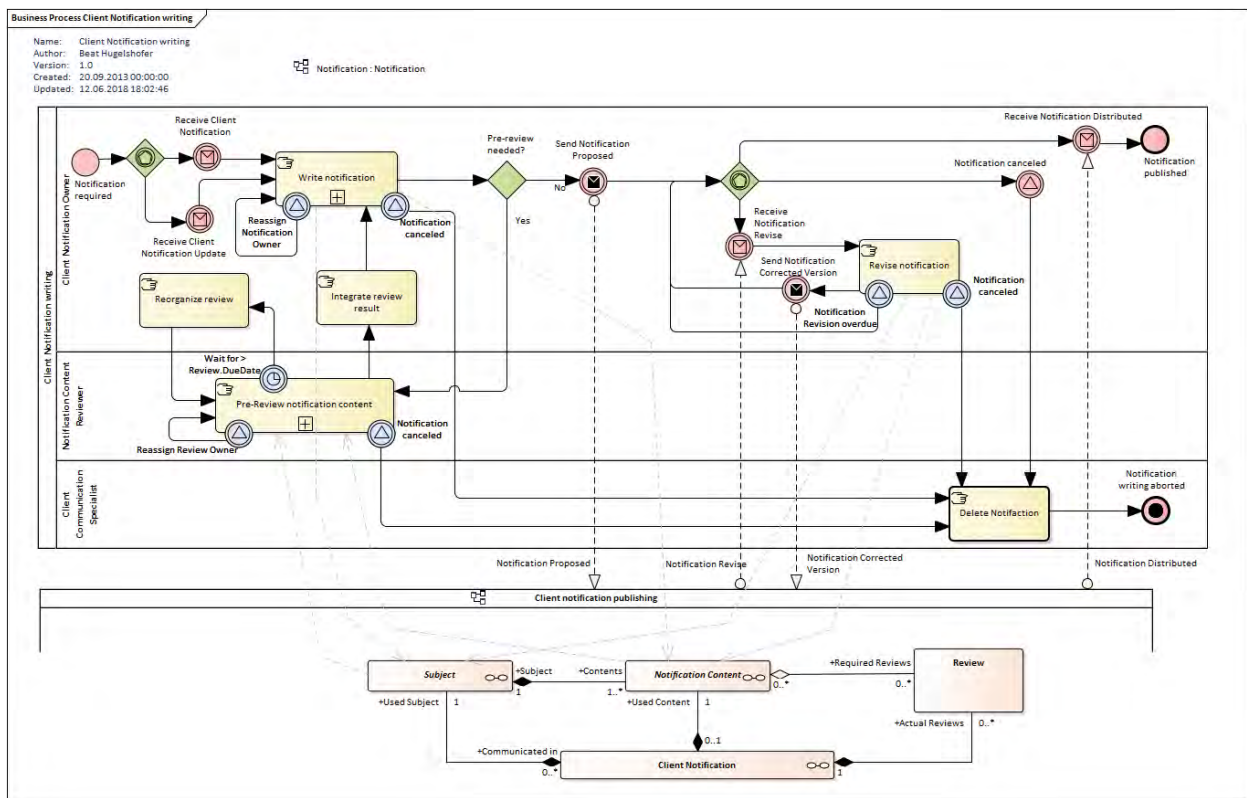 Business Process Client Notification writing
Name: Client Notification writing
Author: Beat Hugelshofer
Version: 1.0
Created: 20.09.2013 00:00:00
Updated: 12.06.2018 18:02:46
Notification : Notification
Client Notification writing
Client Notification Owner
Notification required
Receive Client
Notification
Receive Client
Notification Update
Write notification
Reassign
Notification
Owner
Notification
canceled
Pre-review
needed?
No
Yes
Send Notification
Proposed
Receive Notification Distributed
Notification
published
Notification canceled
Receive
Notification
Revise
Send Notification
Corrected Version
Revise notification
Notification
Revision overdue
Notification
canceled
Reorganize review
Integrate review
result
Notification Content
Reviewer
Wait for >
Review.DueDate
Pre-Review notification content
Reassign Review Owner
Notification
canceled
Client
Communication
Specialist
Delete Notifaction
Notification
writing aborted
Notification Proposed
Notification Revise
Notification Corrected
Version
Notification Distributed
Client notification publishing
Subject
+Subject
1
+Contents
1..*
Notification Content
0..*
+Required Reviews
0..*
Review
+Used Subject
1
+Used Content
1
+Actual Reviews
0..*
+Communicated in
0..*
0..1
Client Notification
1